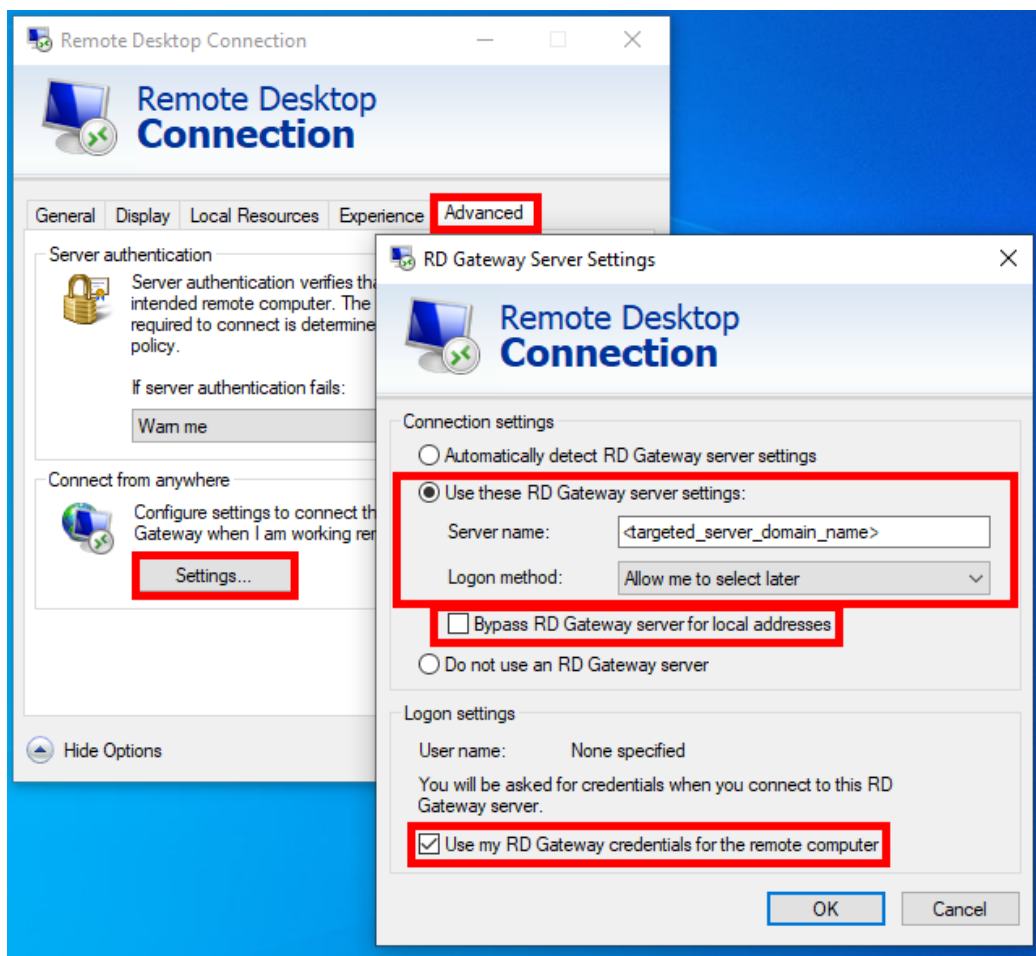 Remote Desktop Connection
Remote Desktop
Connection
General Display Local Resources Experience Advanced
Server authentication
Server authentication verifies
intended remote computer. The
required to connect is
policy.
If server authentication fails:
Warn me
Connect from anywhere
Configure settings to connect
Gateway when I am working
Settings...
Hide Options
RD Gateway Server Settings
Remote Desktop
Connection
Connection settings
Automatically detect RD Gateway server settings
Use these RD Gateway server settings:
Server name: <targeted_server_domain_name>
Logon method: Allow me to select later
Bypass RD Gateway server for local addresses
Do not use an RD Gateway server
Logon settings
User name: None specified
You will be asked for credentials when you connect to this RD
Gateway server.
Use my RD Gateway credentials for the remote computer
OK Cancel